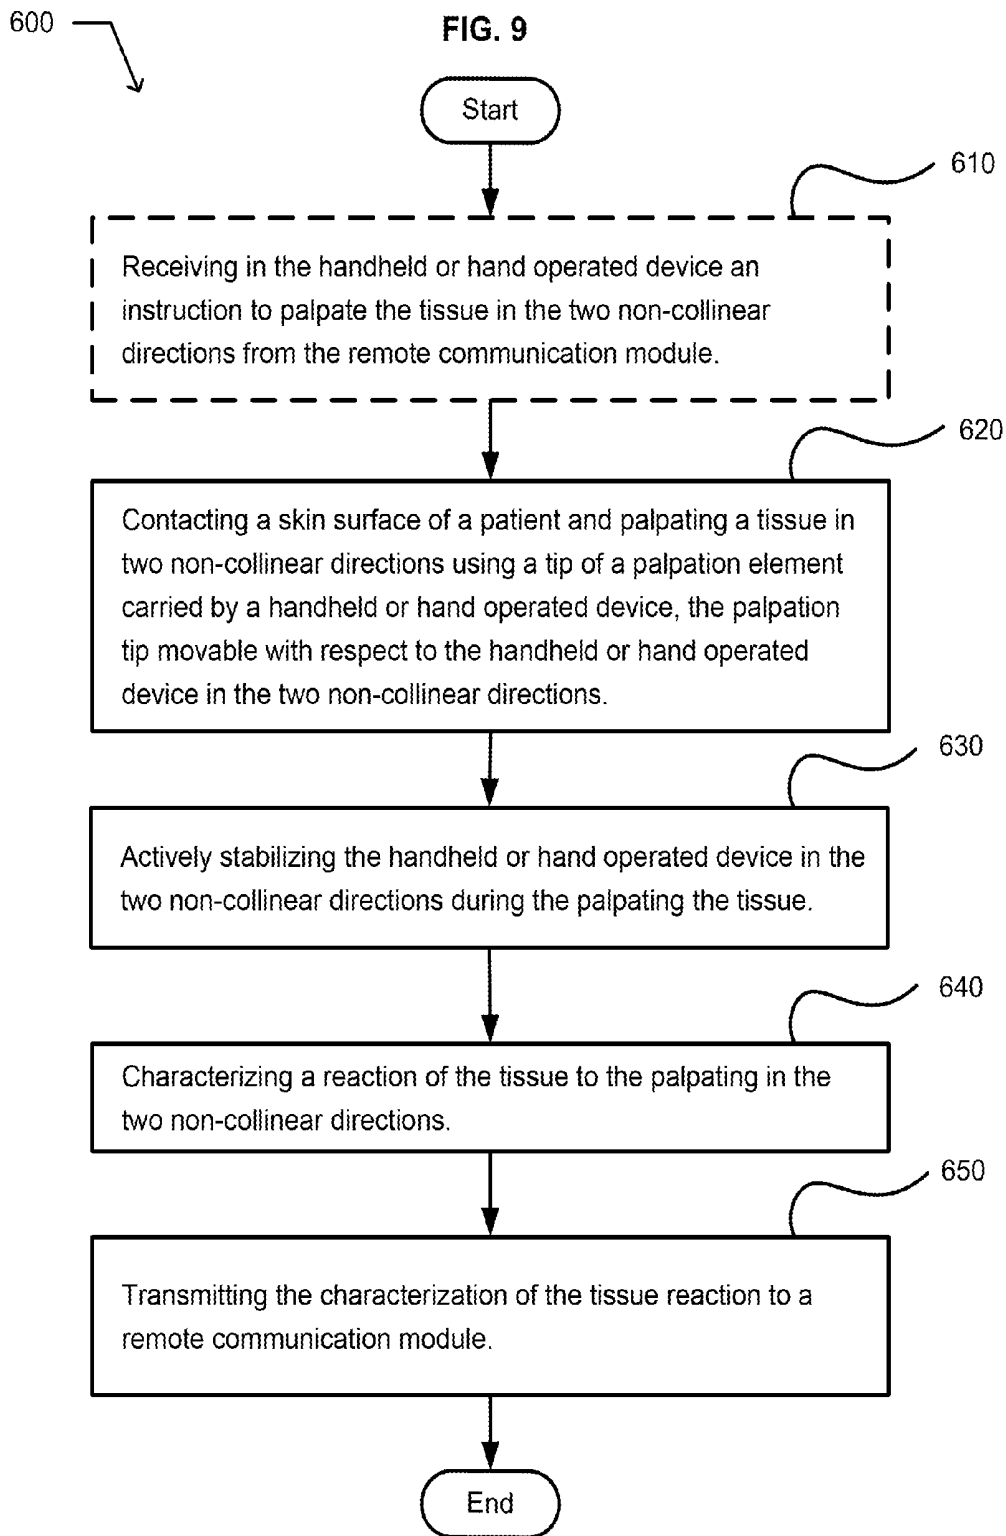 600
FIG. 9
Start
610
Receiving in the handheld or hand operated device an
instruction to palpate the tissue in the two non-collinear
directions from the remote communication module.
620
Contacting a skin surface of a patient and palpating a tissue in
two non-collinear directions using a tip of a palpation element
carried by a handheld or hand operated device, the palpation
tip movable with respect to the handheld or hand operated
device in the two non-collinear directions.
630
Actively stabilizing the handheld or hand operated device in the
two non-collinear directions during the palpating the tissue.
640
Characterizing a reaction of the tissue to the palpating in the
two non-collinear directions.
650
Transmitting the characterization of the tissue reaction to a
remote communication module.
End